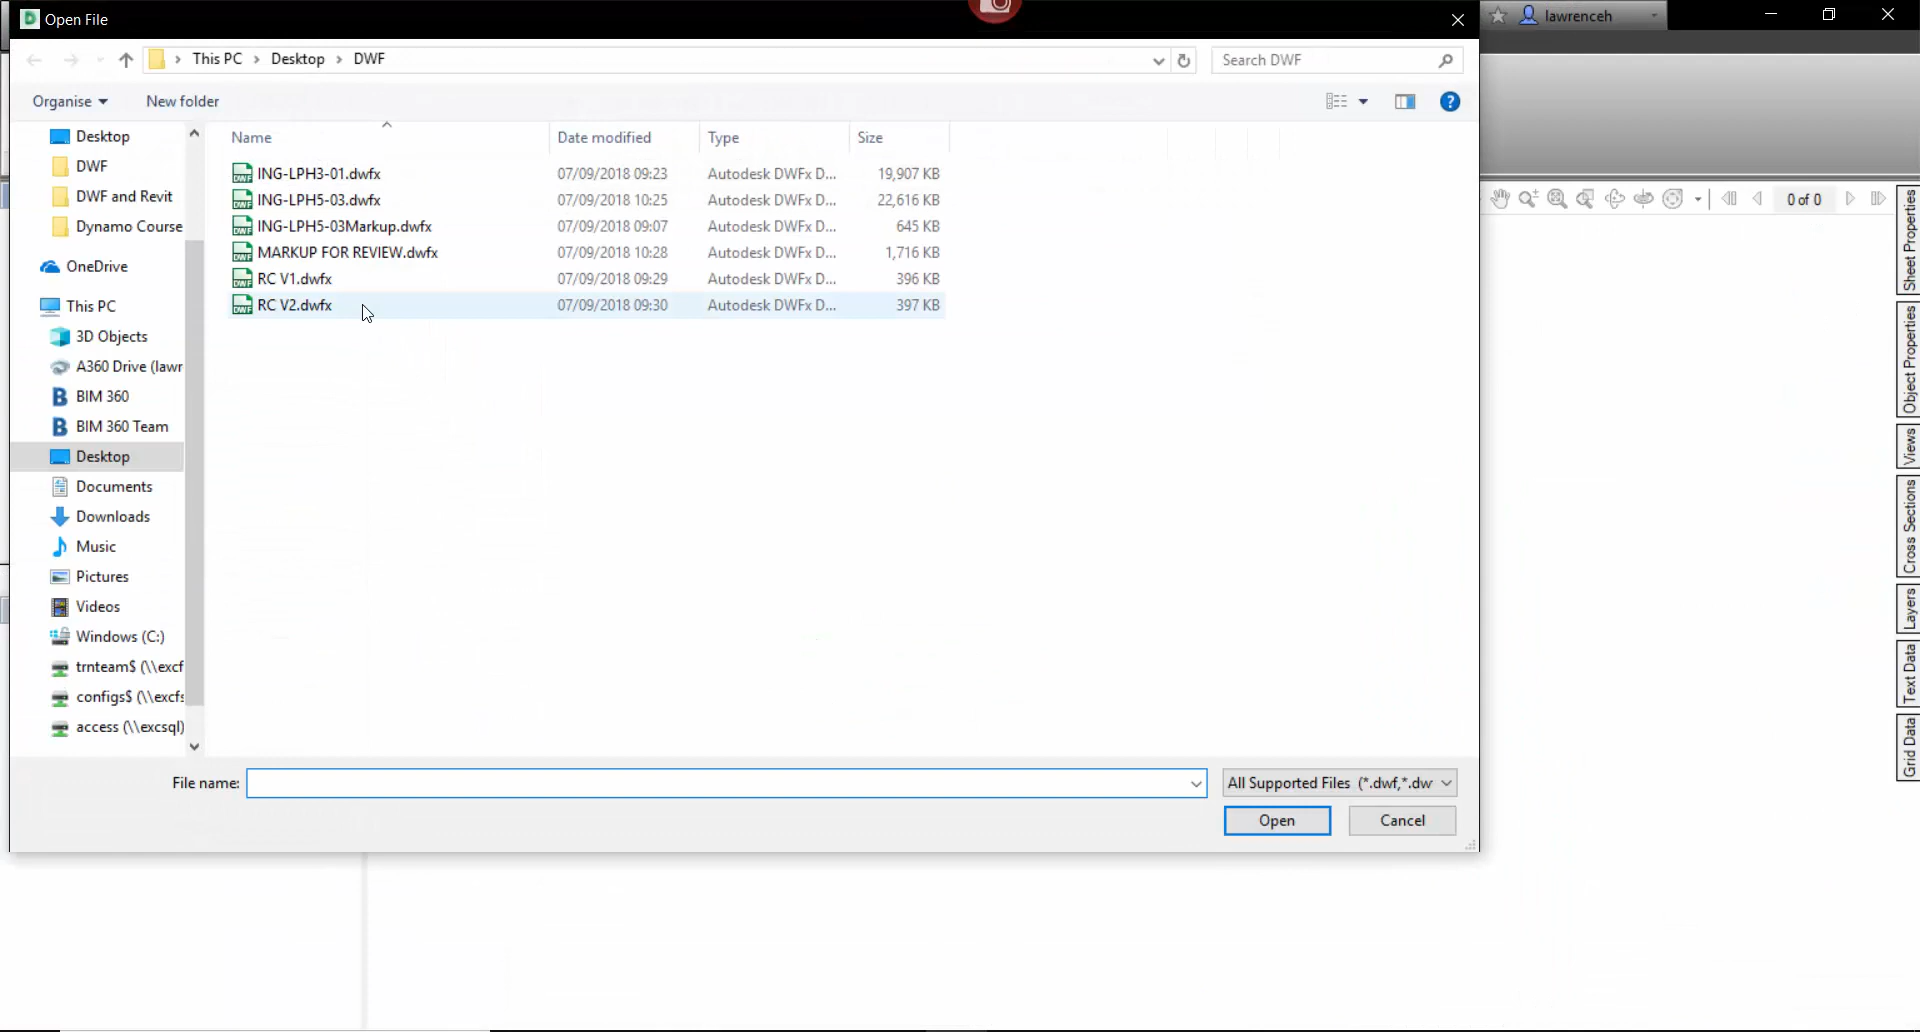 Open File
lawrenceh
This PC > Desktop > DWF
Search DWF
Organise
New folder
Name Date modified Type Size
ING-LPH3-01.dwfx 07/09/2018 09:23 Autodesk DWFx D... 19,907 KB
ING-LPH5-03.dwfx 07/09/2018 10:25 Autodesk DWFx D... 22,616 KB
ING-LPH5-03Markup.dwfx 07/09/2018 09:07 Autodesk DWFx D... 645 KB
MARKUP FOR REVIEW.dwfx 07/09/2018 10:28 Autodesk DWFx D... 1,716 KB
RC V1.dwfx 07/09/2018 09:29 Autodesk DWFx D... 396 KB
RC V2.dwfx 07/09/2018 09:30 Autodesk DWFx D... 397 KB
Desktop
DWF
DWF and Revit
Dynamo Course
OneDrive
This PC
3D Objects
A360 Drive (lawr
BIM 360
BIM 360 Team
Desktop
Documents
Downloads
Music
Pictures
Videos
Windows (C:)
trnteam$ (\\excf
configs$ (\\excfs
access (\\excsql)
File name:
All Supported Files (*.dwf,*.dw
Open
Cancel
0 of 0
Sheet Properties
Object Properties
Views
Cross Sections
Layers
Text Data
Grid Data